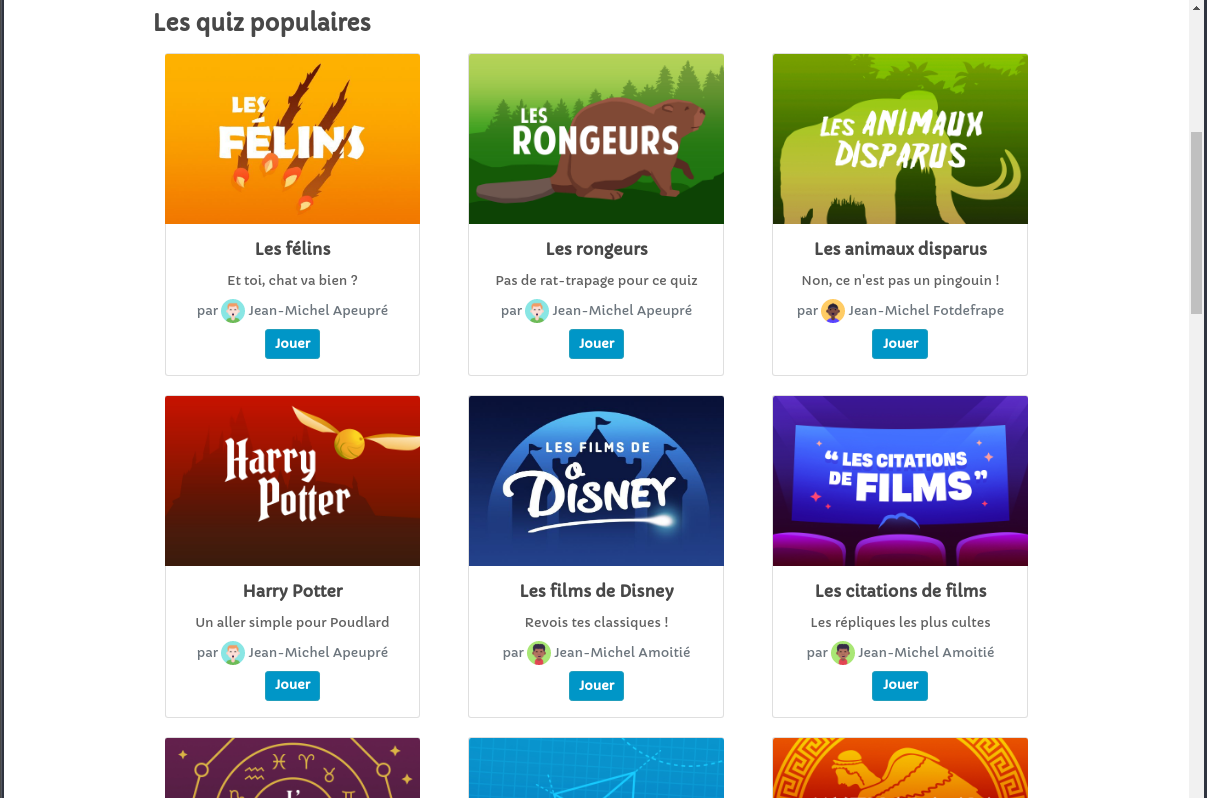 Les quiz populaires
LES
FÉLINS
LES
RONGEURS
LES ANIMAUX
DISPARUS
Les félins
Les rongeurs
Les animaux disparus
Et toi, chat va bien ?
Pas de rat-trapage pour ce quiz
Non, ce n'est pas un pingouin !
par Jean-Michel Apeupré
par Jean-Michel Apeupré
par Jean-Michel Fotdefrape
Jouer
Jouer
Jouer
Harry
Potter
LES FILMS DE
DISNEY
“ LES CITATIONS
DE FILMS ”
Harry Potter
Les films de Disney
Les citations de films
Un aller simple pour Poudlard
Revois tes classiques !
Les répliques les plus cultes
par Jean-Michel Apeupré
par Jean-Michel Amoitié
par Jean-Michel Amoitié
Jouer
Jouer
Jouer